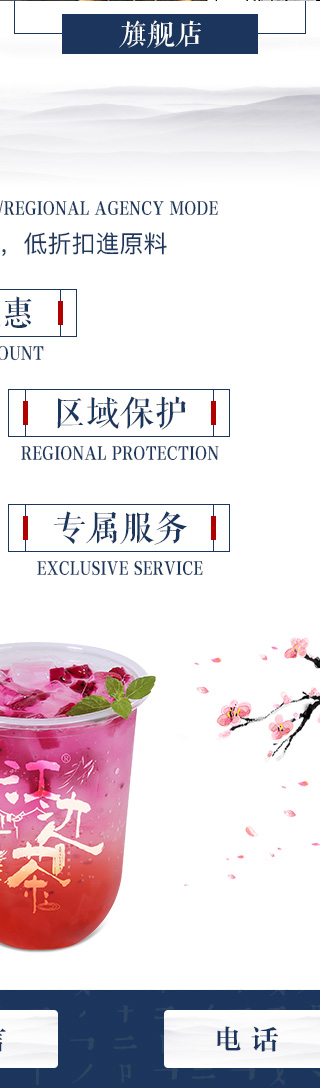 旗舰店
/REGIONAL AGENCY MODE
，低折扣進原料
惠
OUNT
区域保护
REGIONAL PROTECTION
专属服务
EXCLUSIVE SERVICE
®
茶
电话